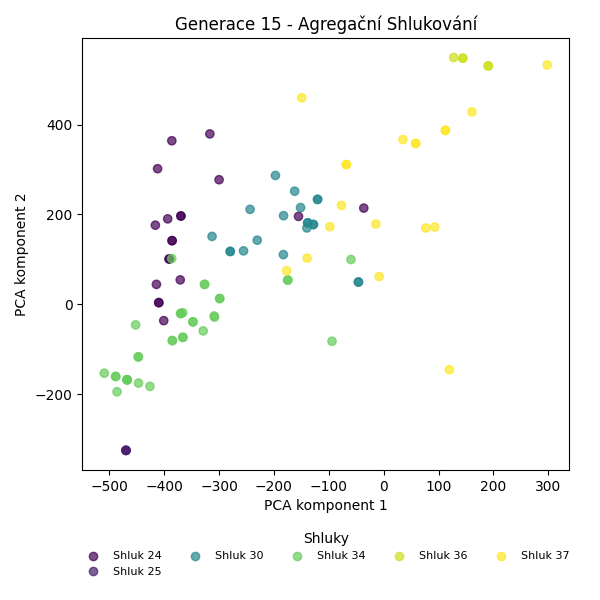 Generace 15 - Agregační Shlukování
PCA komponent 2
400
200
0
−200
−500
−400
−300
−200
−100
0
100
200
300
PCA komponent 1
Shluky
Shluk 24
Shluk 30
Shluk 34
Shluk 36
Shluk 37
Shluk 25